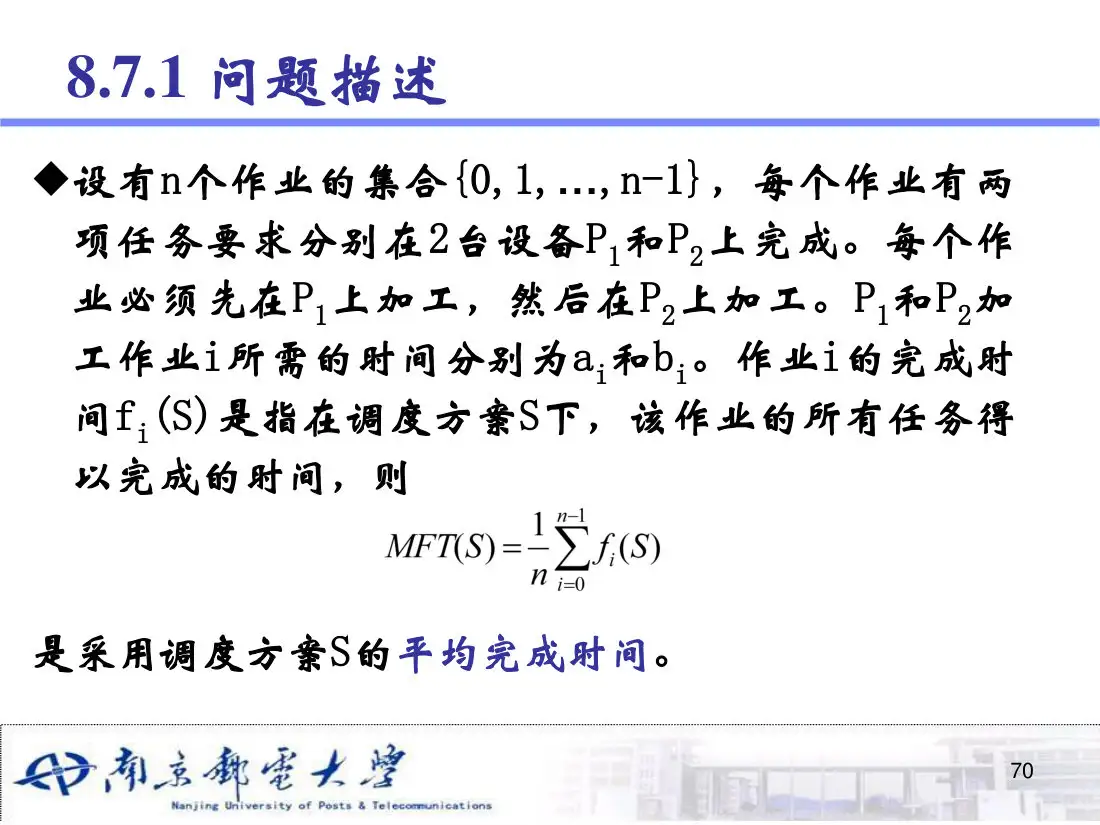 8.7.1 问题描述
◆设有n个作业的集合{0,1,…,n-1}，每个作业有两
项任务要求分别在2台设备P₁和P₂上完成。每个作
业必须先在P₁上加工，然后在P₂上加工。P₁和P₂加
工作业i所需的时间分别为aᵢ和bᵢ。作业i的完成时
间fᵢ(S)是指在调度方案S下，该作业的所有任务得
以完成的时间，则
MFT(S) = \frac{1}{n} \sum_{i=0}^{n-1} f_i(S)
是采用调度方案S的平均完成时间。
南京邮电大学
Nanjing University of Posts & Telecommunications
70